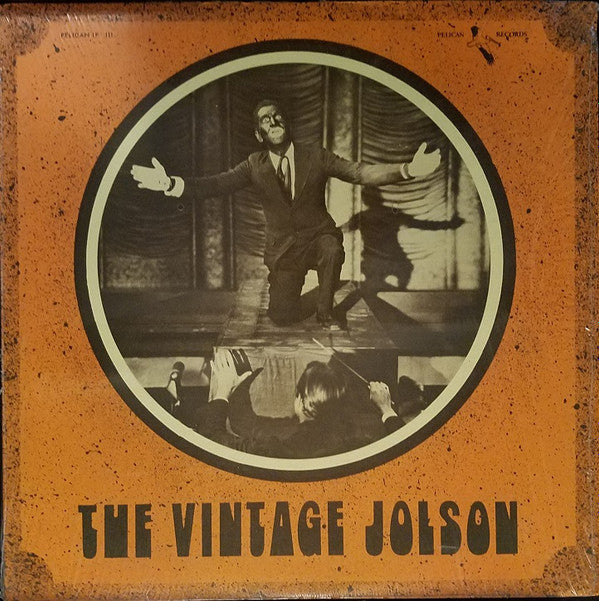 PELICAN LP 111
PELICAN RECORDS
THE VINTAGE JOLSON